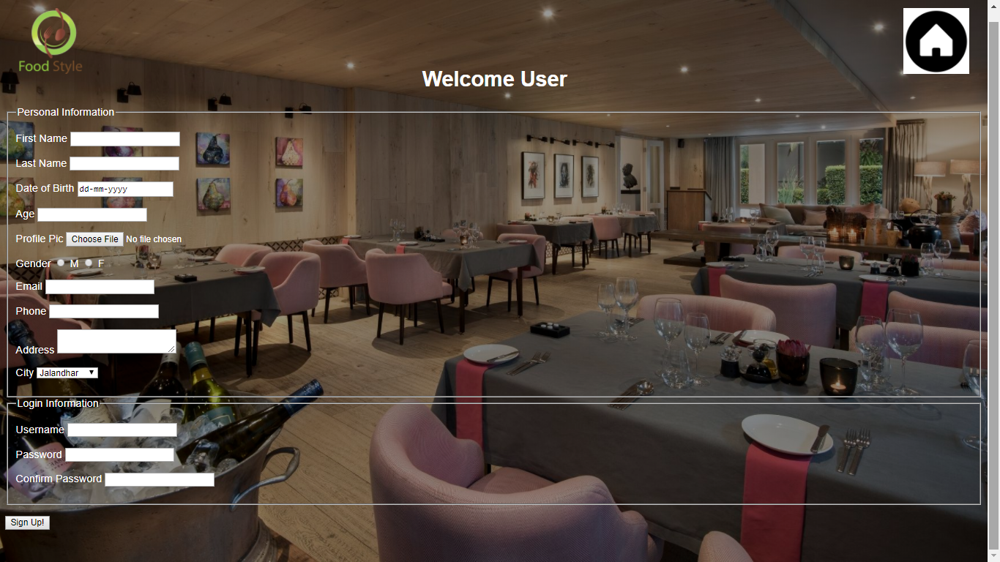 Food Style
Welcome User
Personal Information
First Name
Last Name
Date of Birth dd-mm-yyyy
Age
Profile Pic Choose File No file chosen
Gender M F
Email
Phone
Address
City Jalandhar
Login Information
Username
Password
Confirm Password
Sign Up!